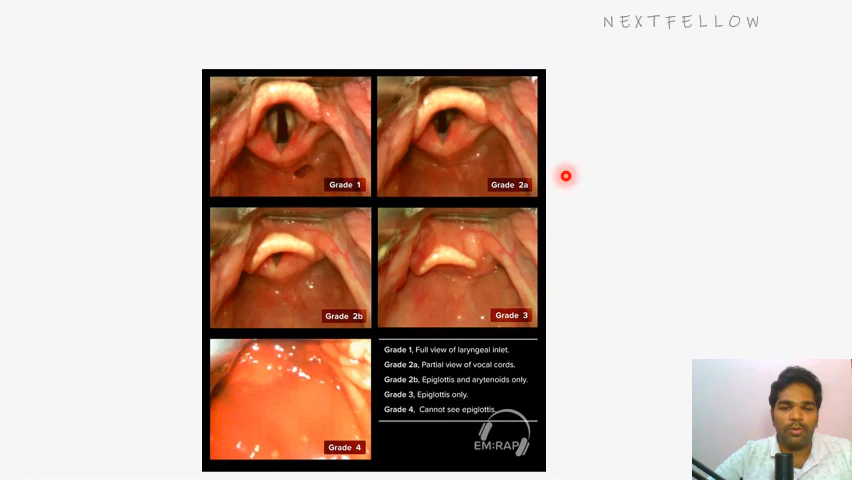 NEXTFELLOW
Grade 1
Grade 2a
Grade 2b
Grade 3
Grade 4
Grade 1, Full view of laryngeal inlet.
Grade 2a, Partial view of vocal cords.
Grade 2b, Epiglottis and arytenoids only.
Grade 3, Epiglottis only.
Grade 4, Cannot see epiglottis.
EM:RAP